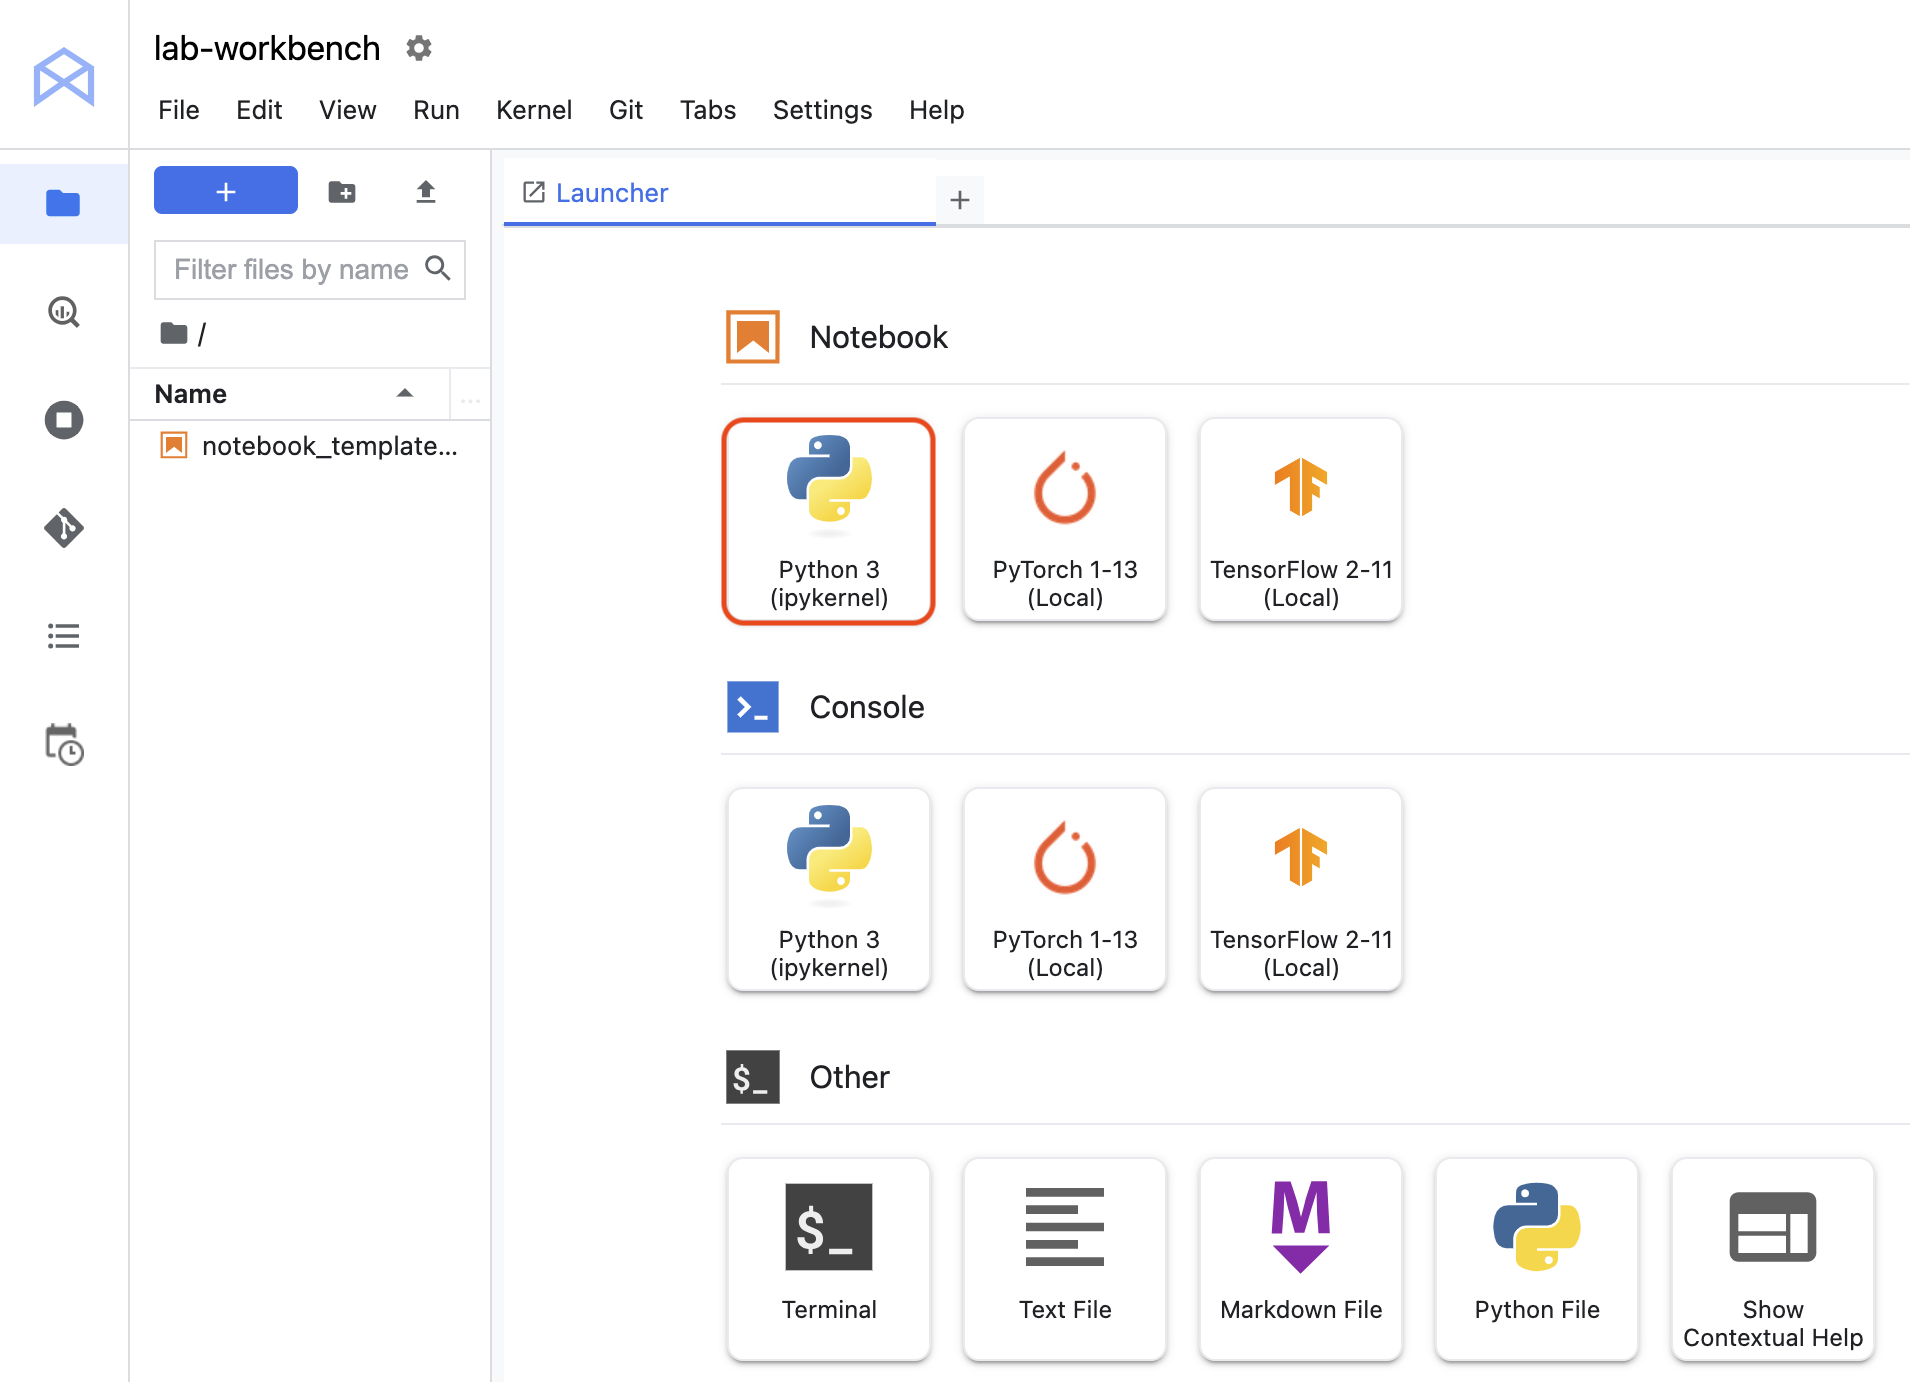 lab-workbench
File Edit View Run Kernel Git Tabs Settings Help
+
Launcher
+
Filter files by name
/
Name
...
notebook_template...
Notebook
Python 3
(ipykernel)
PyTorch 1-13
(Local)
TensorFlow 2-11
(Local)
Console
Python 3
(ipykernel)
PyTorch 1-13
(Local)
TensorFlow 2-11
(Local)
$_
Other
$_
Terminal
Text File
M
Markdown File
Python File
Show
Contextual Help